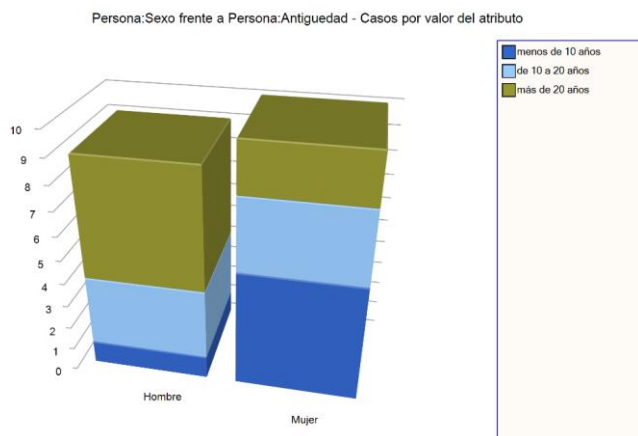 Persona:Sexo frente a Persona:Antiguedad - Casos por valor del atributo
menos de 10 años
de 10 a 20 años
más de 20 años
10
9
8
7
6
5
4
3
2
1
0
Hombre
Mujer